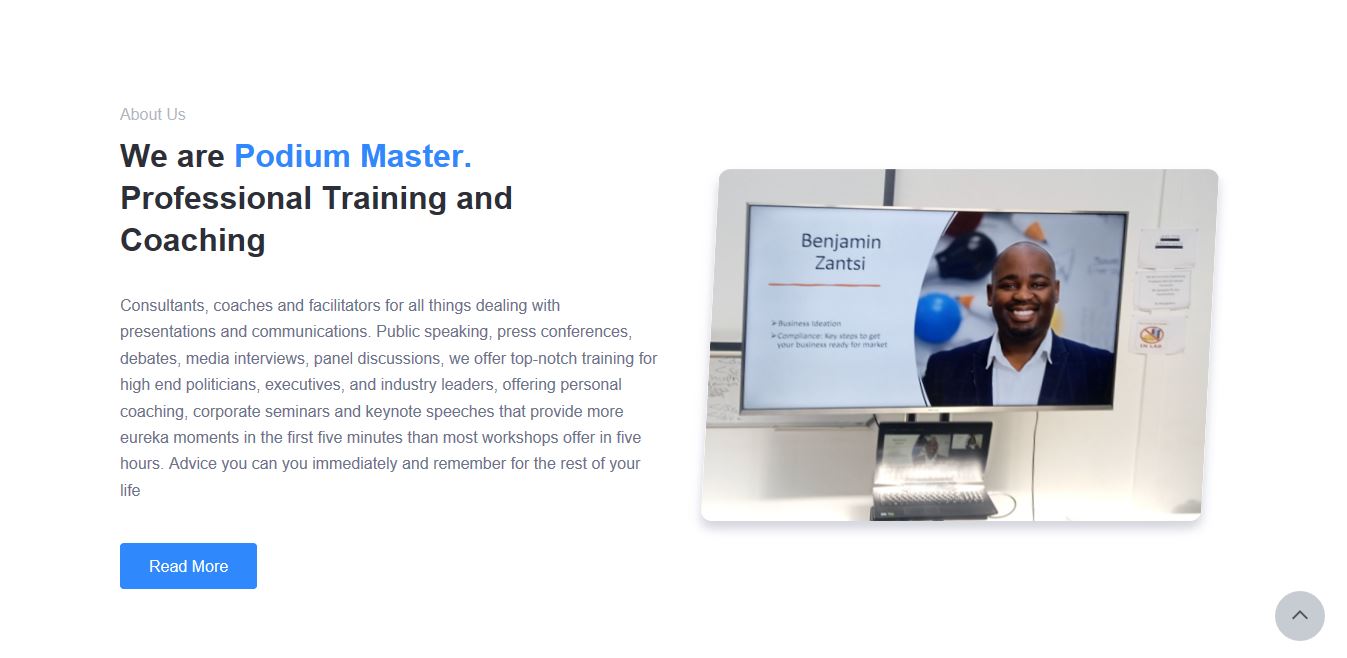 About Us
We are Podium Master.
Professional Training and
Coaching
Consultants, coaches and facilitators for all things dealing with
presentations and communications. Public speaking, press conferences,
debates, media interviews, panel discussions, we offer top-notch training for
high end politicians, executives, and industry leaders, offering personal
coaching, corporate seminars and keynote speeches that provide more
eureka moments in the first five minutes than most workshops offer in five
hours. Advice you can you immediately and remember for the rest of your
life
Read More
Benjamin
Zantsi
➢Business Ideation
➢Compliance: Key steps to get
your business ready for market